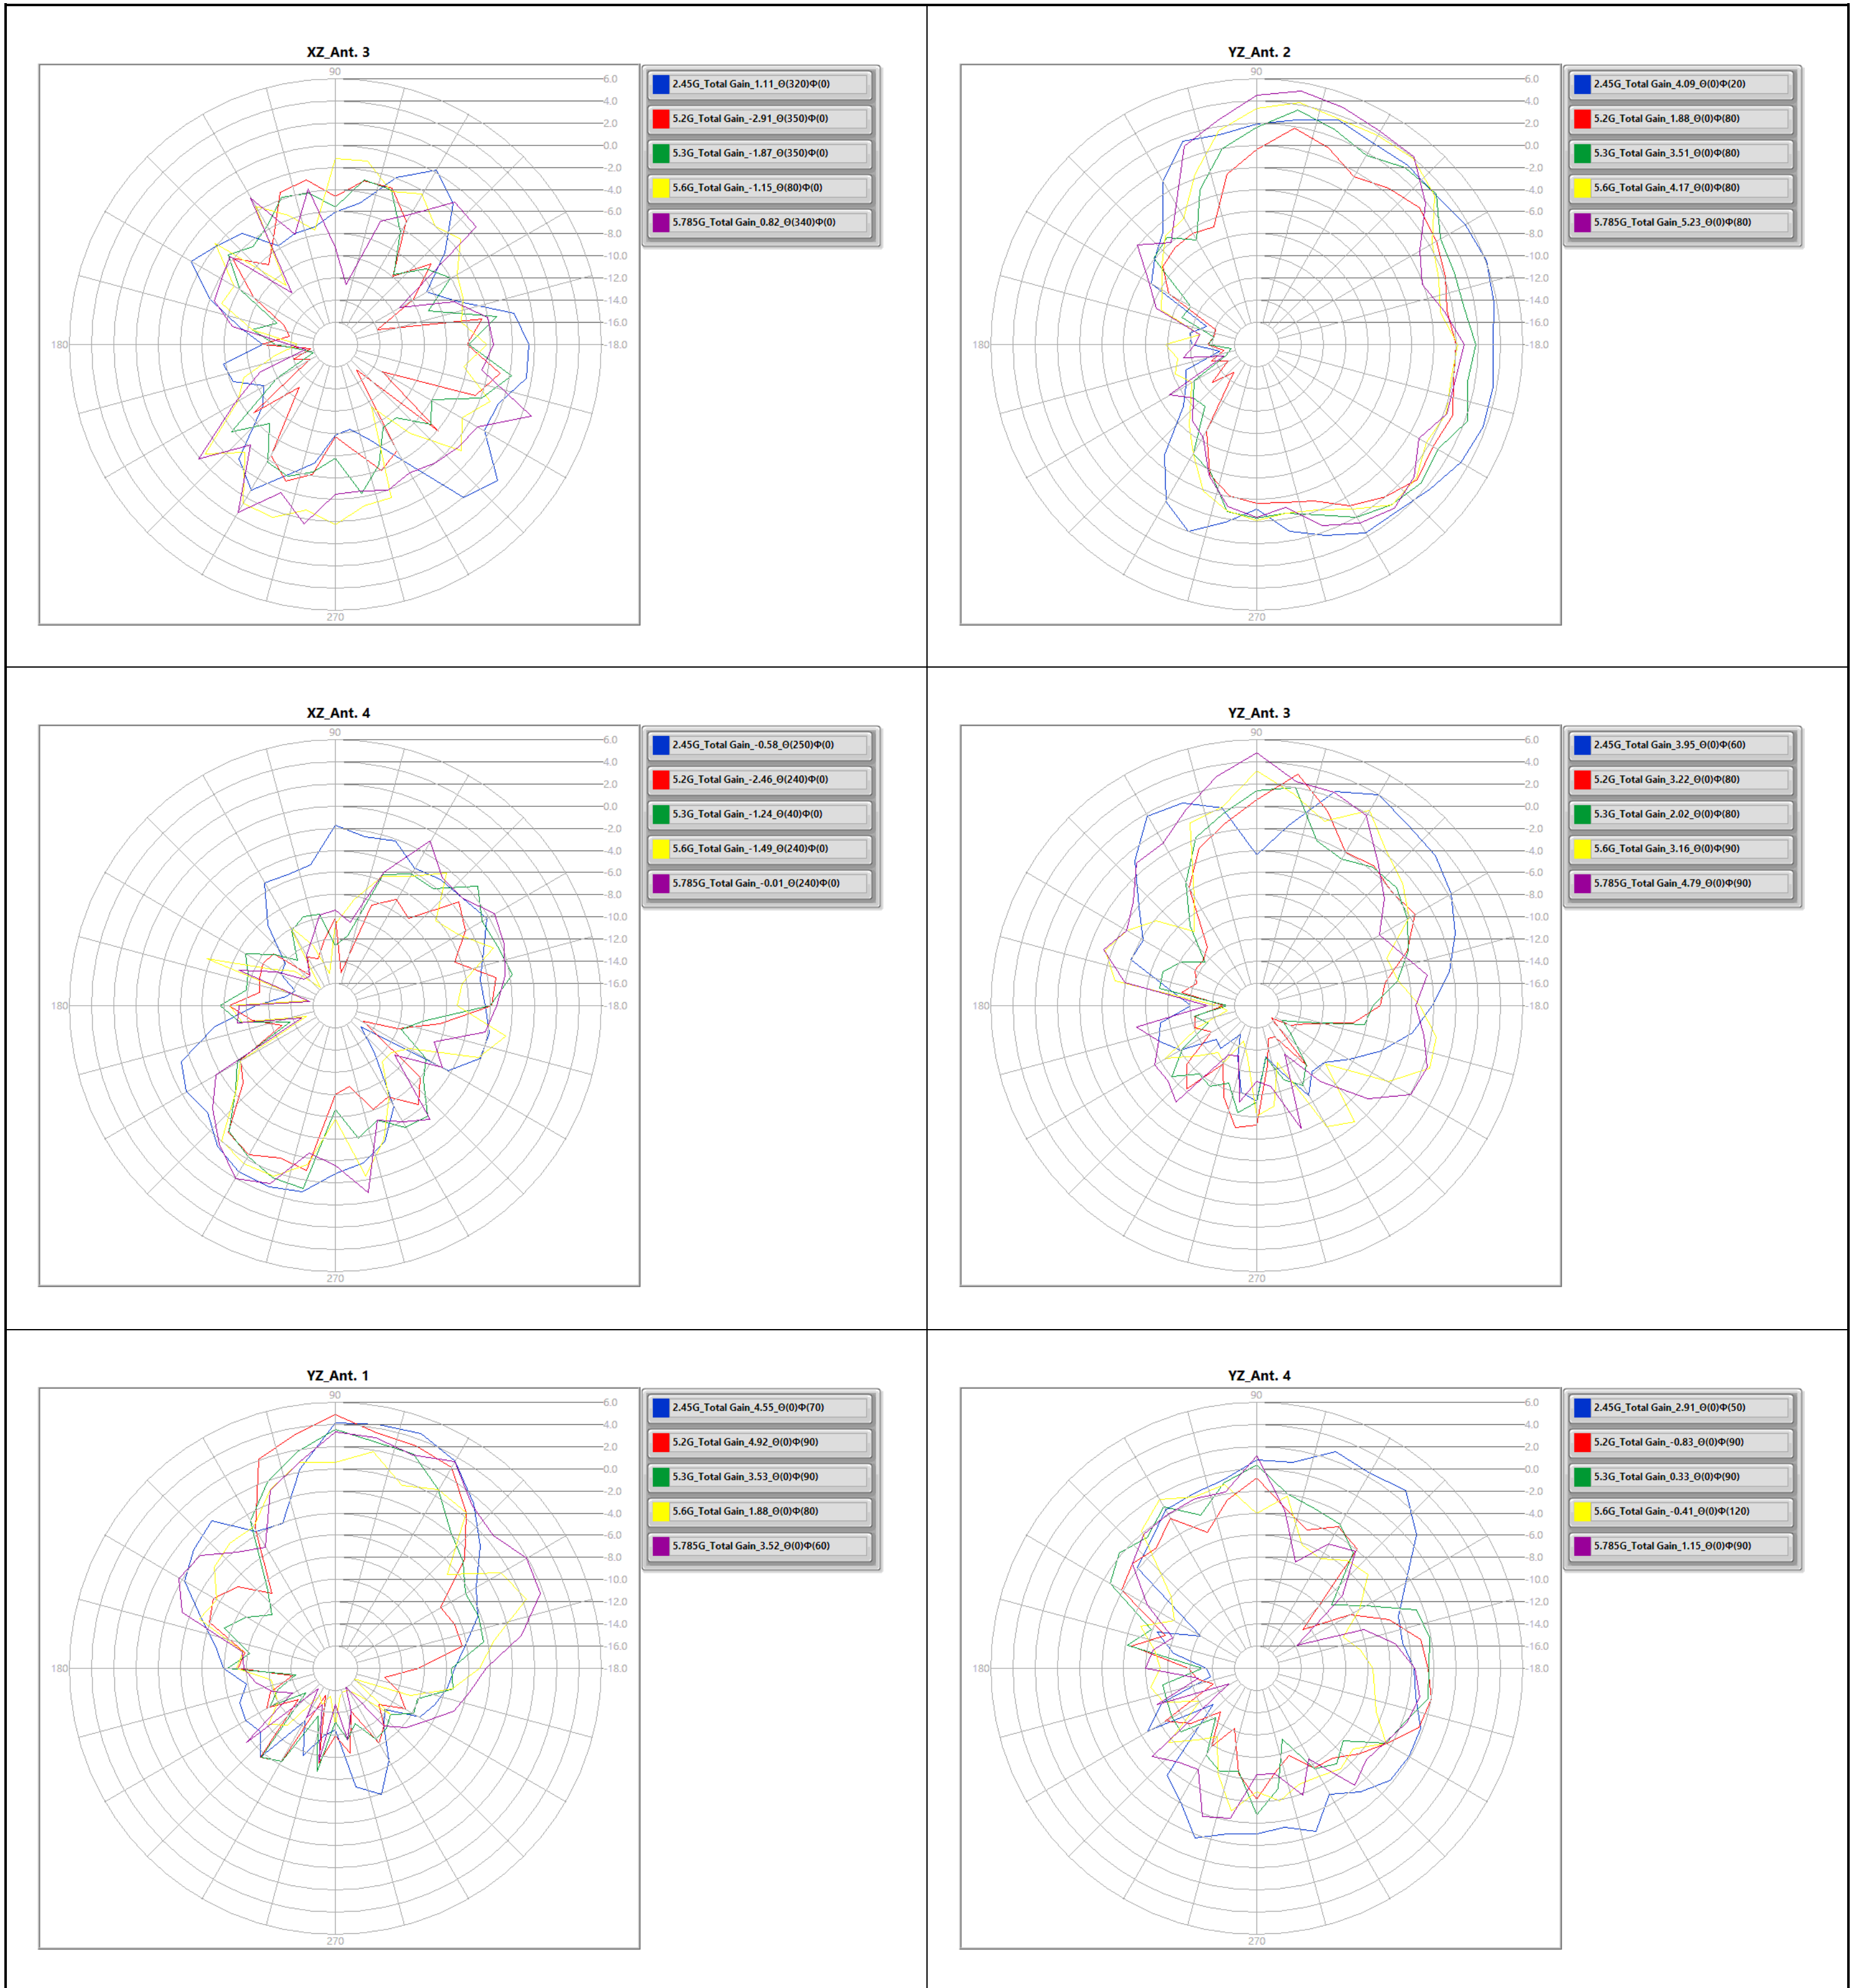 XZ_Ant. 3
90
6.0
4.0
2.0
0.0
-2.0
-4.0
-6.0
-8.0
-10.0
-12.0
-14.0
-16.0
-18.0
180
270
2.45G_Total Gain_1.11_Θ(320)Φ(0)
5.2G_Total Gain_-2.91_Θ(350)Φ(0)
5.3G_Total Gain_-1.87_Θ(350)Φ(0)
5.6G_Total Gain_-1.15_Θ(80)Φ(0)
5.785G_Total Gain_0.82_Θ(340)Φ(0)
YZ_Ant. 2
90
6.0
4.0
2.0
0.0
-2.0
-4.0
-6.0
-8.0
-10.0
-12.0
-14.0
-16.0
-18.0
180
270
2.45G_Total Gain_4.09_Θ(0)Φ(20)
5.2G_Total Gain_1.88_Θ(0)Φ(80)
5.3G_Total Gain_3.51_Θ(0)Φ(80)
5.6G_Total Gain_4.17_Θ(0)Φ(80)
5.785G_Total Gain_5.23_Θ(0)Φ(80)
XZ_Ant. 4
90
6.0
4.0
2.0
0.0
-2.0
-4.0
-6.0
-8.0
-10.0
-12.0
-14.0
-16.0
-18.0
180
270
2.45G_Total Gain_-0.58_Θ(250)Φ(0)
5.2G_Total Gain_-2.46_Θ(240)Φ(0)
5.3G_Total Gain_-1.24_Θ(40)Φ(0)
5.6G_Total Gain_-1.49_Θ(240)Φ(0)
5.785G_Total Gain_-0.01_Θ(240)Φ(0)
YZ_Ant. 3
90
6.0
4.0
2.0
0.0
-2.0
-4.0
-6.0
-8.0
-10.0
-12.0
-14.0
-16.0
-18.0
180
270
2.45G_Total Gain_3.95_Θ(0)Φ(60)
5.2G_Total Gain_3.22_Θ(0)Φ(80)
5.3G_Total Gain_2.02_Θ(0)Φ(80)
5.6G_Total Gain_3.16_Θ(0)Φ(90)
5.785G_Total Gain_4.79_Θ(0)Φ(90)
YZ_Ant. 1
90
6.0
4.0
2.0
0.0
-2.0
-4.0
-6.0
-8.0
-10.0
-12.0
-14.0
-16.0
-18.0
180
270
2.45G_Total Gain_4.55_Θ(0)Φ(70)
5.2G_Total Gain_4.92_Θ(0)Φ(90)
5.3G_Total Gain_3.53_Θ(0)Φ(90)
5.6G_Total Gain_1.88_Θ(0)Φ(80)
5.785G_Total Gain_3.52_Θ(0)Φ(60)
YZ_Ant. 4
90
6.0
4.0
2.0
0.0
-2.0
-4.0
-6.0
-8.0
-10.0
-12.0
-14.0
-16.0
-18.0
180
270
2.45G_Total Gain_2.91_Θ(0)Φ(50)
5.2G_Total Gain_-0.83_Θ(0)Φ(90)
5.3G_Total Gain_0.33_Θ(0)Φ(90)
5.6G_Total Gain_-0.41_Θ(0)Φ(120)
5.785G_Total Gain_1.15_Θ(0)Φ(90)